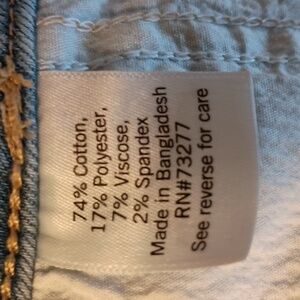 74% Cotton,
17% Polyester,
7% Viscose,
2% Spandex
Made in Bangladesh
RN#73277
See reverse for care